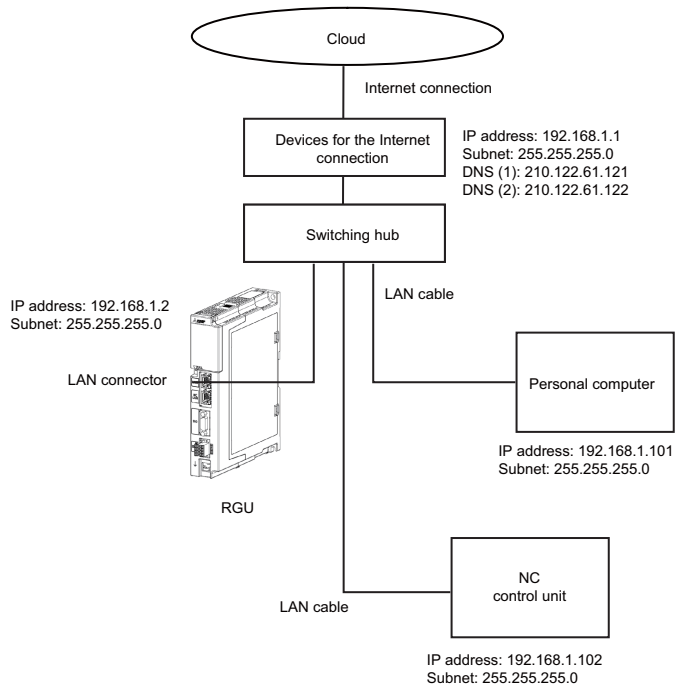 Cloud
Internet connection
Devices for the Internet
connection
IP address: 192.168.1.1
Subnet: 255.255.255.0
DNS (1): 210.122.61.121
DNS (2): 210.122.61.122
Switching hub
LAN cable
IP address: 192.168.1.2
Subnet: 255.255.255.0
LAN connector
Personal computer
IP address: 192.168.1.101
Subnet: 255.255.255.0
RGU
NC
control unit
LAN cable
IP address: 192.168.1.102
Subnet: 255.255.255.0